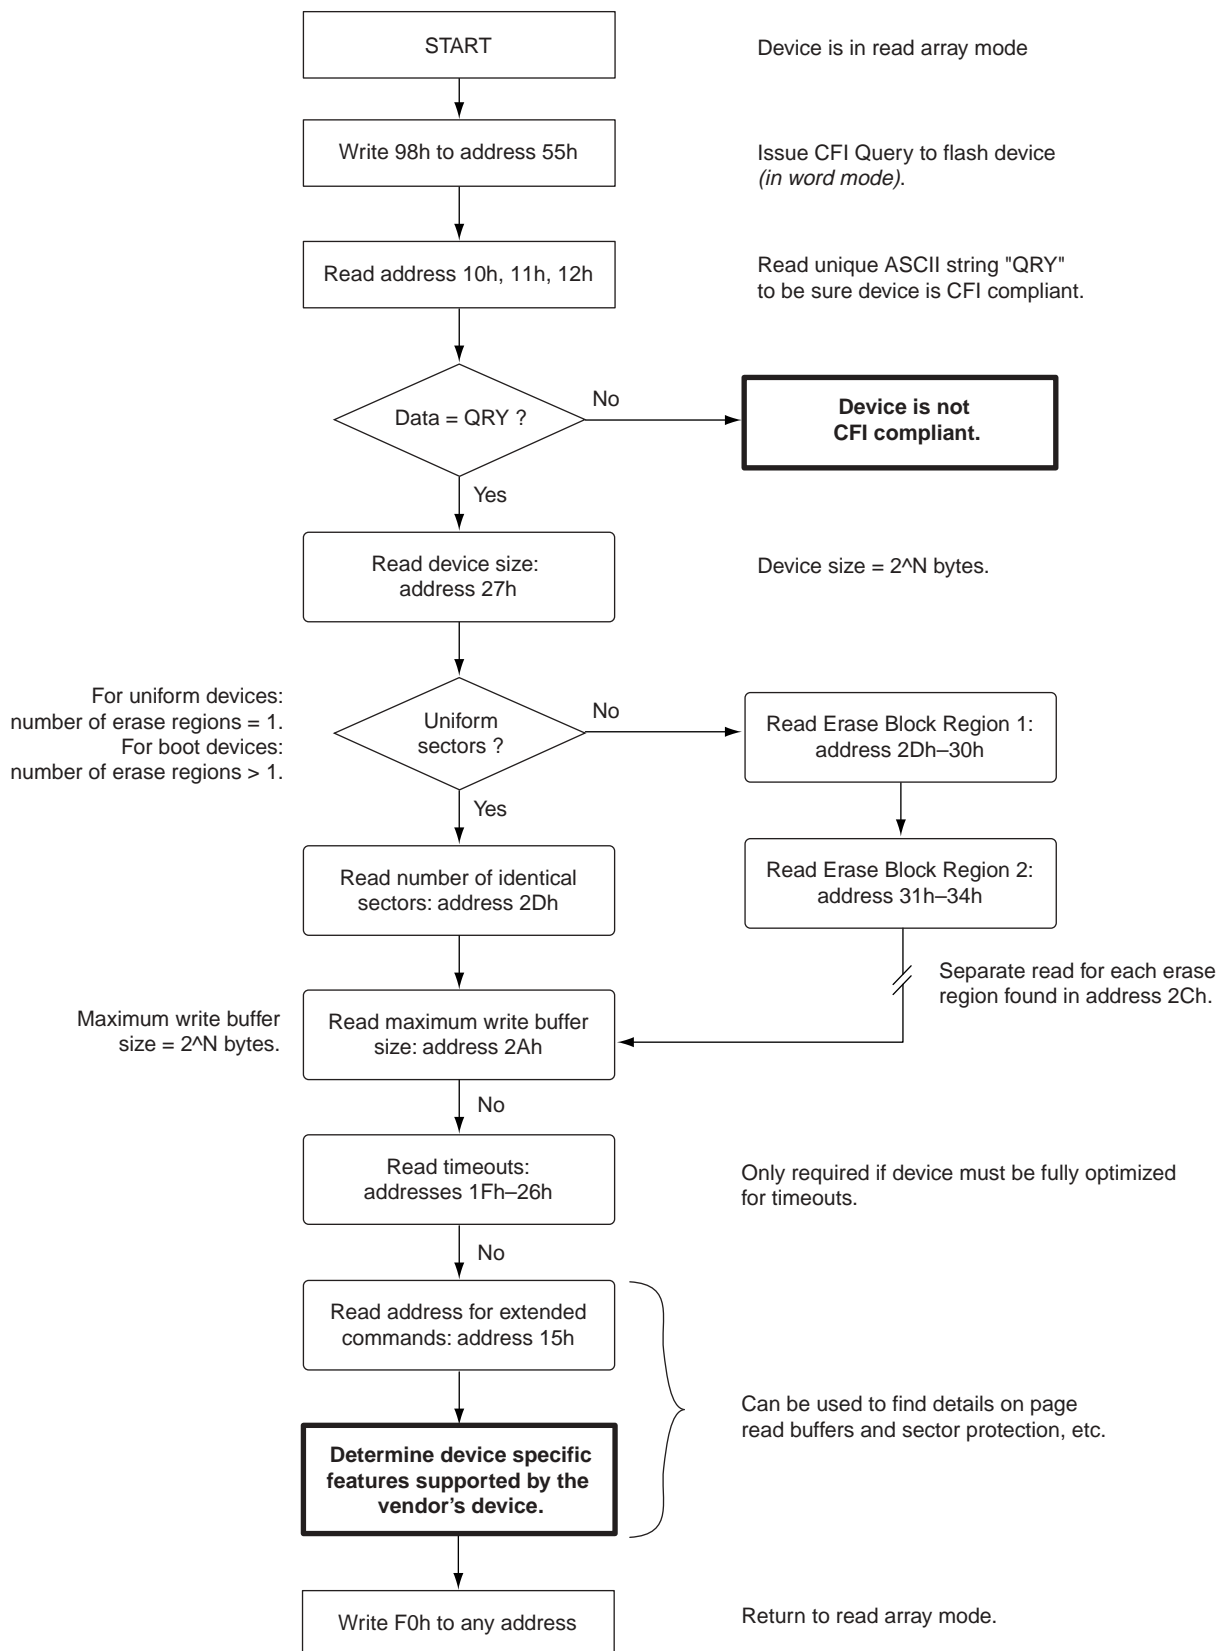 START
Device is in read array mode
Write 98h to address 55h
Issue CFI Query to flash device
(in word mode).
Read address 10h, 11h, 12h
Read unique ASCII string "QRY"
to be sure device is CFI compliant.
Data = QRY ?
No
Device is not
CFI compliant.
Yes
Read device size:
address 27h
Device size = 2^N bytes.
For uniform devices:
number of erase regions = 1.
For boot devices:
number of erase regions > 1.
Uniform
sectors ?
No
Read Erase Block Region 1:
address 2Dh–30h
Yes
Read number of identical
sectors: address 2Dh
Read Erase Block Region 2:
address 31h–34h
Separate read for each erase
region found in address 2Ch.
Maximum write buffer
size = 2^N bytes.
Read maximum write buffer
size: address 2Ah
No
Read timeouts:
addresses 1Fh–26h
Only required if device must be fully optimized
for timeouts.
No
Read address for extended
commands: address 15h
Can be used to find details on page
read buffers and sector protection, etc.
Determine device specific
features supported by the
vendor’s device.
Write F0h to any address
Return to read array mode.